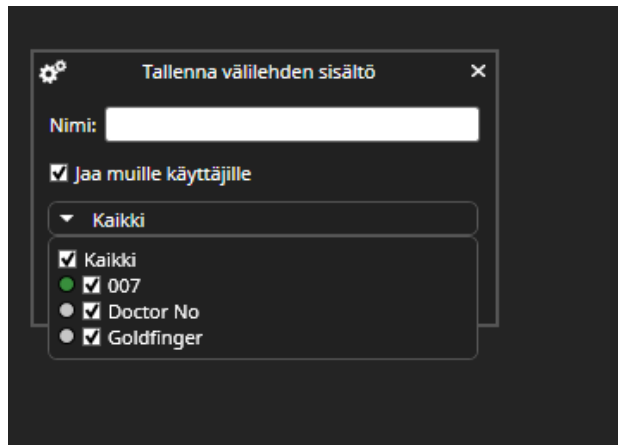 Tallenna välilehden sisältö
Nimi:
Jaa muille käyttäjille
Kaikki
Kaikki
007
Doctor No
Goldfinger